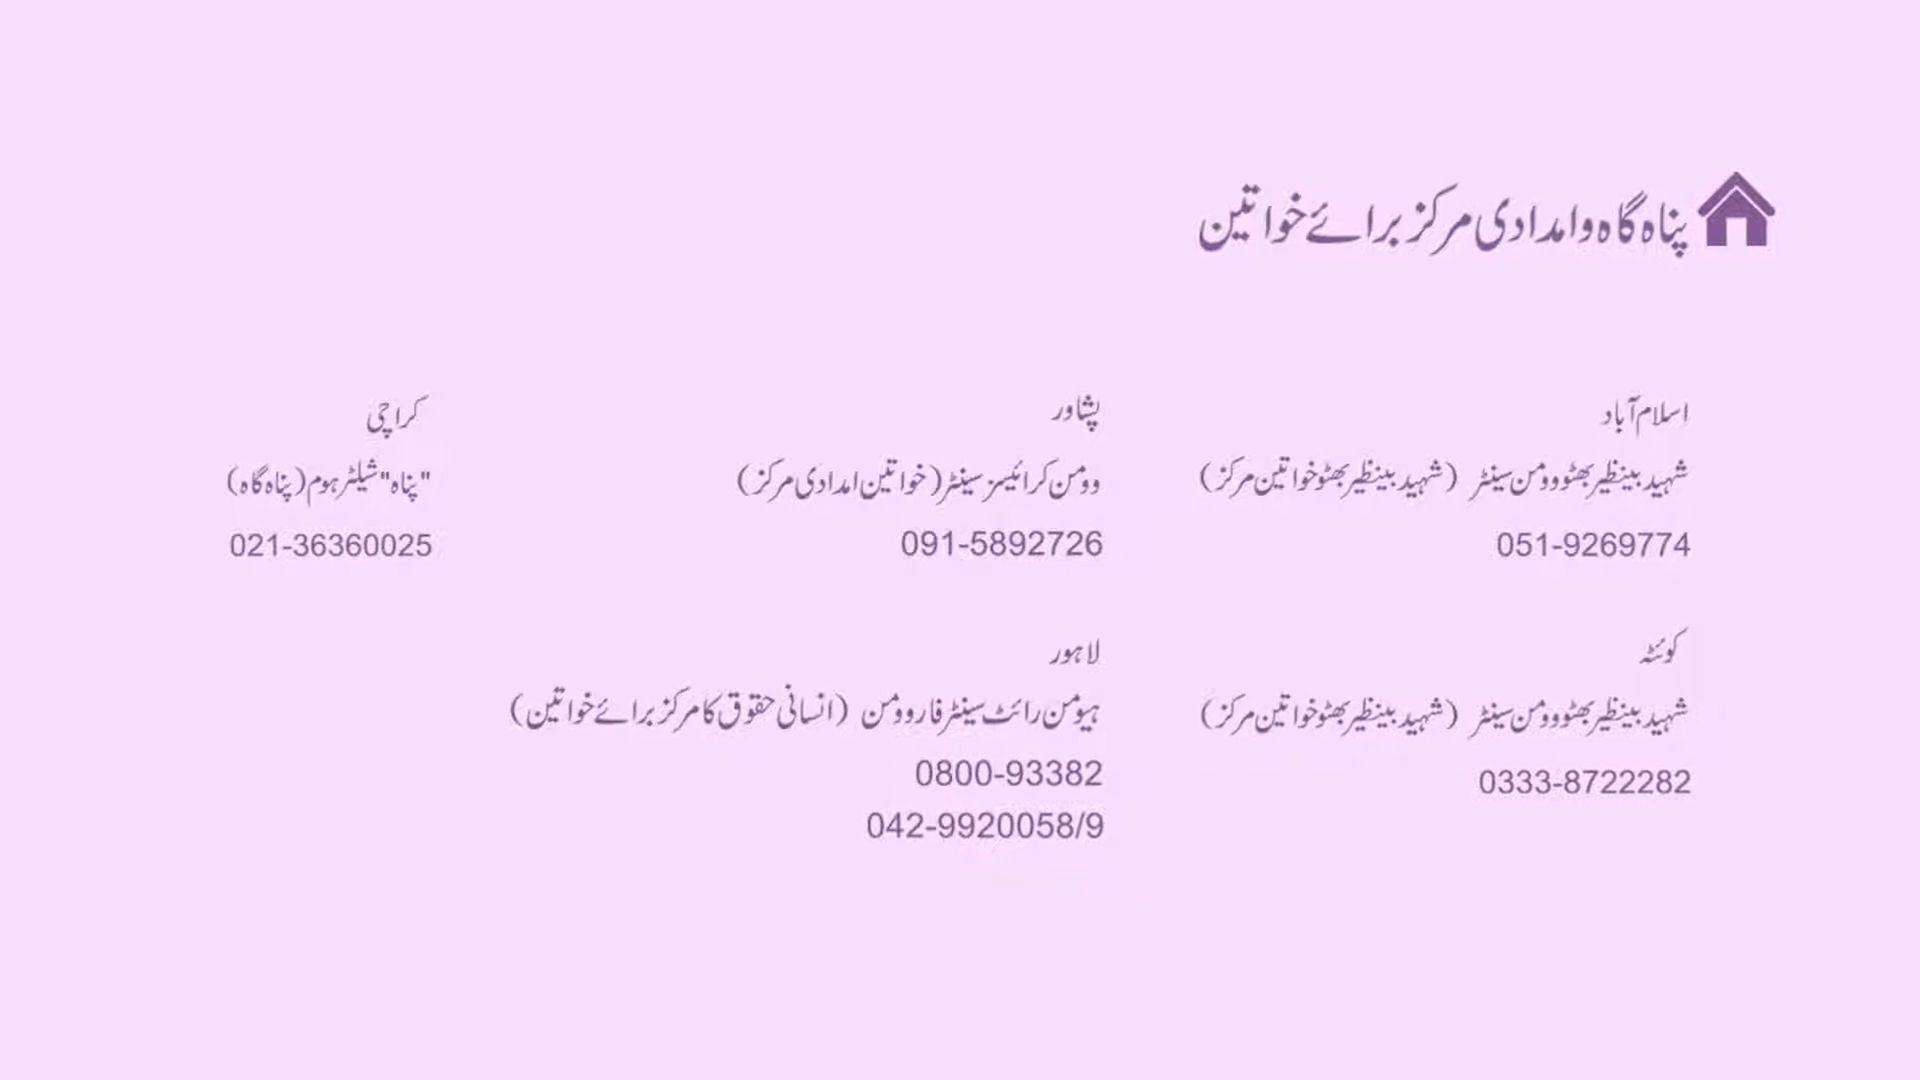 پناہ گاہ و امدادی مرکز برائے خواتین
اسلام آباد
شہید بینظیر بھٹو وومن سینٹر (شہید بینظیر بھٹو خواتین مرکز)
051-9269774
پشاور
وومن کرائیسز سینٹر (خواتین امدادی مرکز)
091-5892726
کراچی
"پناہ" شیلٹر ہوم (پناہ گاہ)
021-36360025
کوئٹہ
شہید بینظیر بھٹو وومن سینٹر (شہید بینظیر بھٹو خواتین مرکز)
0333-8722282
لاہور
ہیومن رائٹ سینٹر فار وومن (انسانی حقوق کا مرکز برائے خواتین)
0800-93382
042-9920058/9